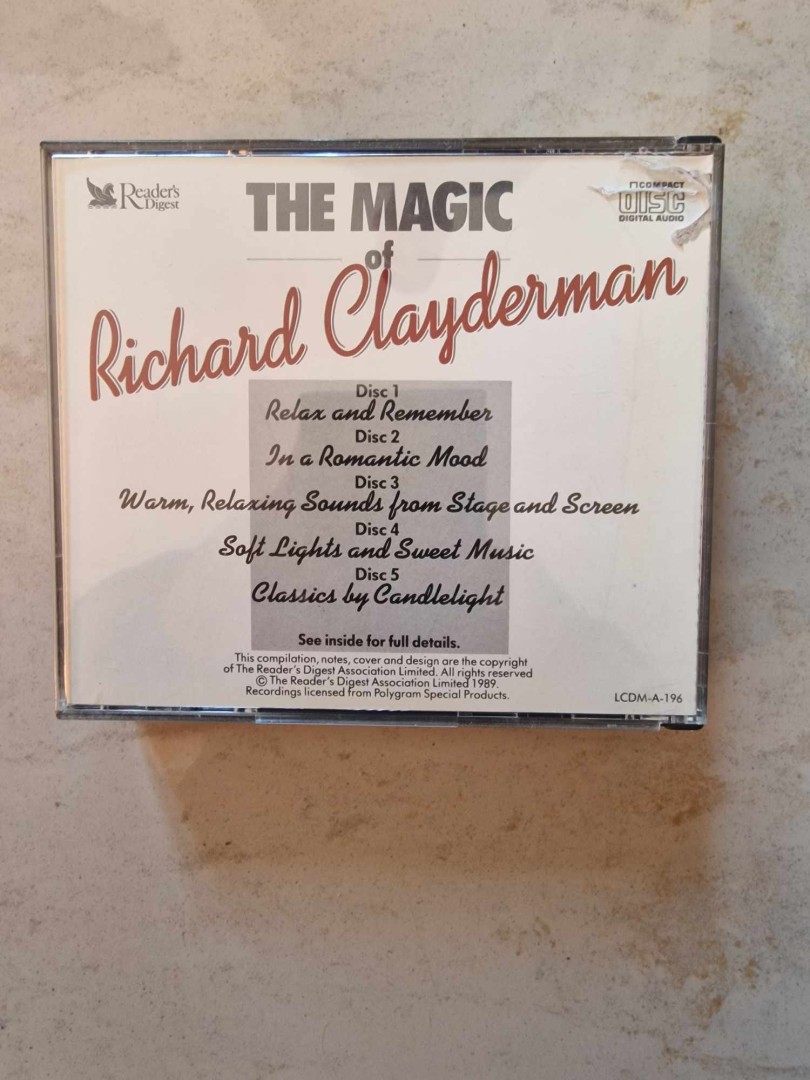 Reader's
Digest
THE MAGIC
of
Richard Clayderman
COMPACT
DISC
DIGITAL AUDIO
Disc 1
Relax and Remember
Disc 2
In a Romantic Mood
Disc 3
Warm, Relaxing Sounds from Stage and Screen
Disc 4
Soft Lights and Sweet Music
Disc 5
Classics by Candlelight
See inside for full details.
This compilation, notes, cover and design are the copyright
of The Reader's Digest Association Limited. All rights reserved
© The Reader's Digest Association Limited 1989.
Recordings licensed from Polygram Special Products.
LCDM-A-196